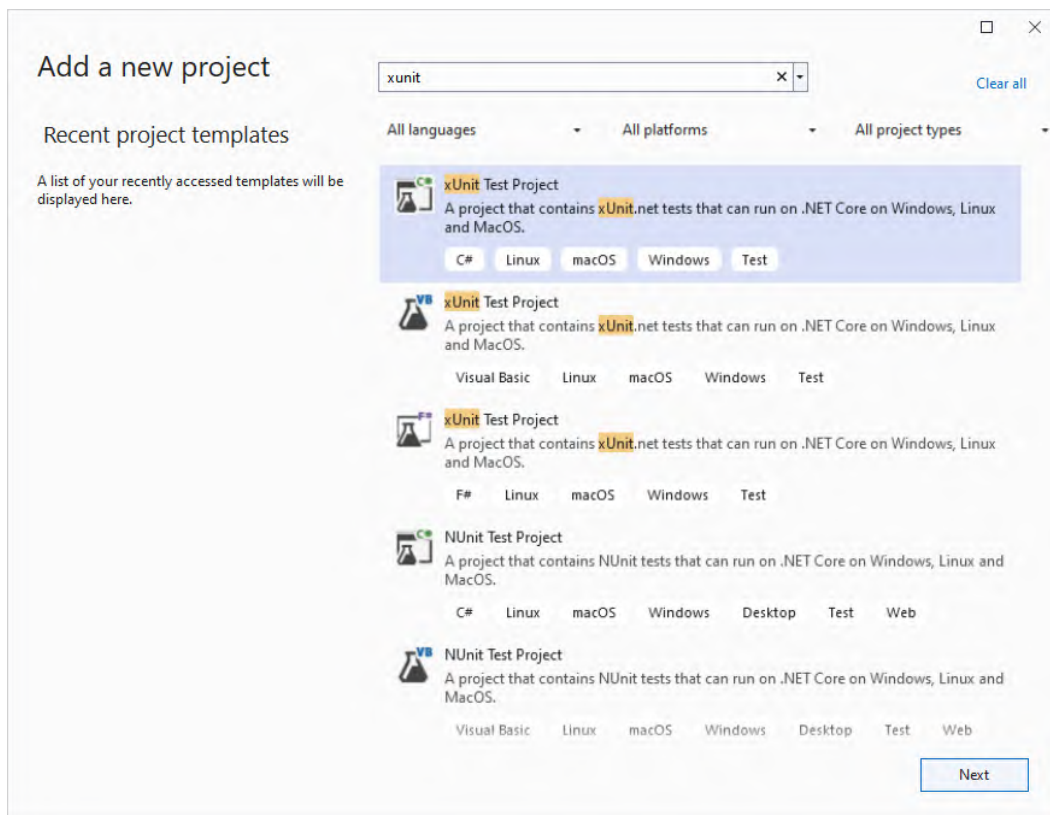 Add a new project
xunit
Clear all
Recent project templates
All languages
All platforms
All project types
A list of your recently accessed templates will be
displayed here.
C#
xUnit Test Project
A project that contains xUnit.net tests that can run on .NET Core on Windows, Linux
and MacOS.
C# Linux macOS Windows Test
VB
xUnit Test Project
A project that contains xUnit.net tests that can run on .NET Core on Windows, Linux
and MacOS.
Visual Basic Linux macOS Windows Test
F#
xUnit Test Project
A project that contains xUnit.net tests that can run on .NET Core on Windows, Linux
and MacOS.
F# Linux macOS Windows Test
C#
NUnit Test Project
A project that contains NUnit tests that can run on .NET Core on Windows, Linux and
MacOS.
C# Linux macOS Windows Desktop Test Web
VB
NUnit Test Project
A project that contains NUnit tests that can run on .NET Core on Windows, Linux and
MacOS.
Visual Basic Linux macOS Windows Desktop Test Web
Next